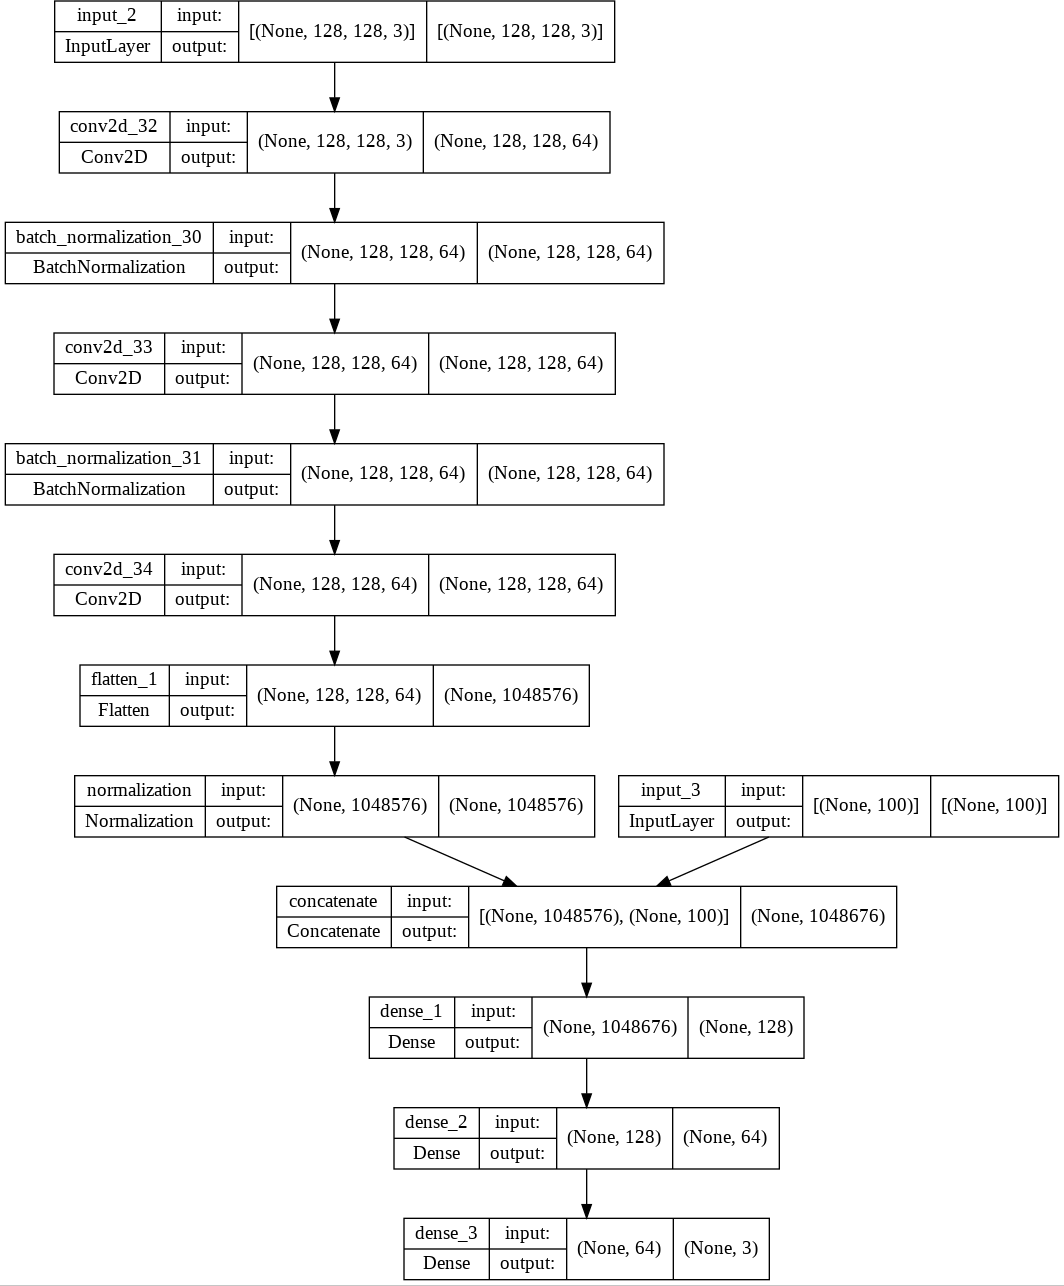 input_2 input: [(None, 128, 128, 3)] [(None, 128, 128, 3)]
InputLayer output:
conv2d_32 input: (None, 128, 128, 3) (None, 128, 128, 64)
Conv2D output:
batch_normalization_30 input: (None, 128, 128, 64) (None, 128, 128, 64)
BatchNormalization output:
conv2d_33 input: (None, 128, 128, 64) (None, 128, 128, 64)
Conv2D output:
batch_normalization_31 input: (None, 128, 128, 64) (None, 128, 128, 64)
BatchNormalization output:
conv2d_34 input: (None, 128, 128, 64) (None, 128, 128, 64)
Conv2D output:
flatten_1 input: (None, 128, 128, 64) (None, 1048576)
Flatten output:
normalization input: (None, 1048576) (None, 1048576)
Normalization output:
input_3 input: [(None, 100)] [(None, 100)]
InputLayer output:
concatenate input: [(None, 1048576), (None, 100)] (None, 1048676)
Concatenate output:
dense_1 input: (None, 1048676) (None, 128)
Dense output:
dense_2 input: (None, 128) (None, 64)
Dense output:
dense_3 input: (None, 64) (None, 3)
Dense output: